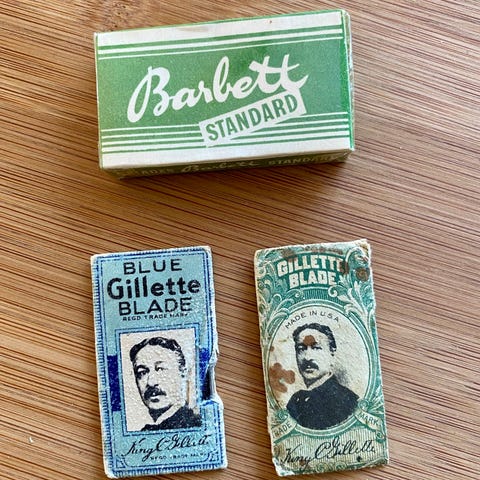 Barbett
STANDARD
BLADES Barbett STANDARD
BLUE
Gillette
BLADE
REG'D TRADE MARK
King C Gillette
GILLETTE
BLADE
MADE IN U.S.A.
TRADE MARK
King C Gillette